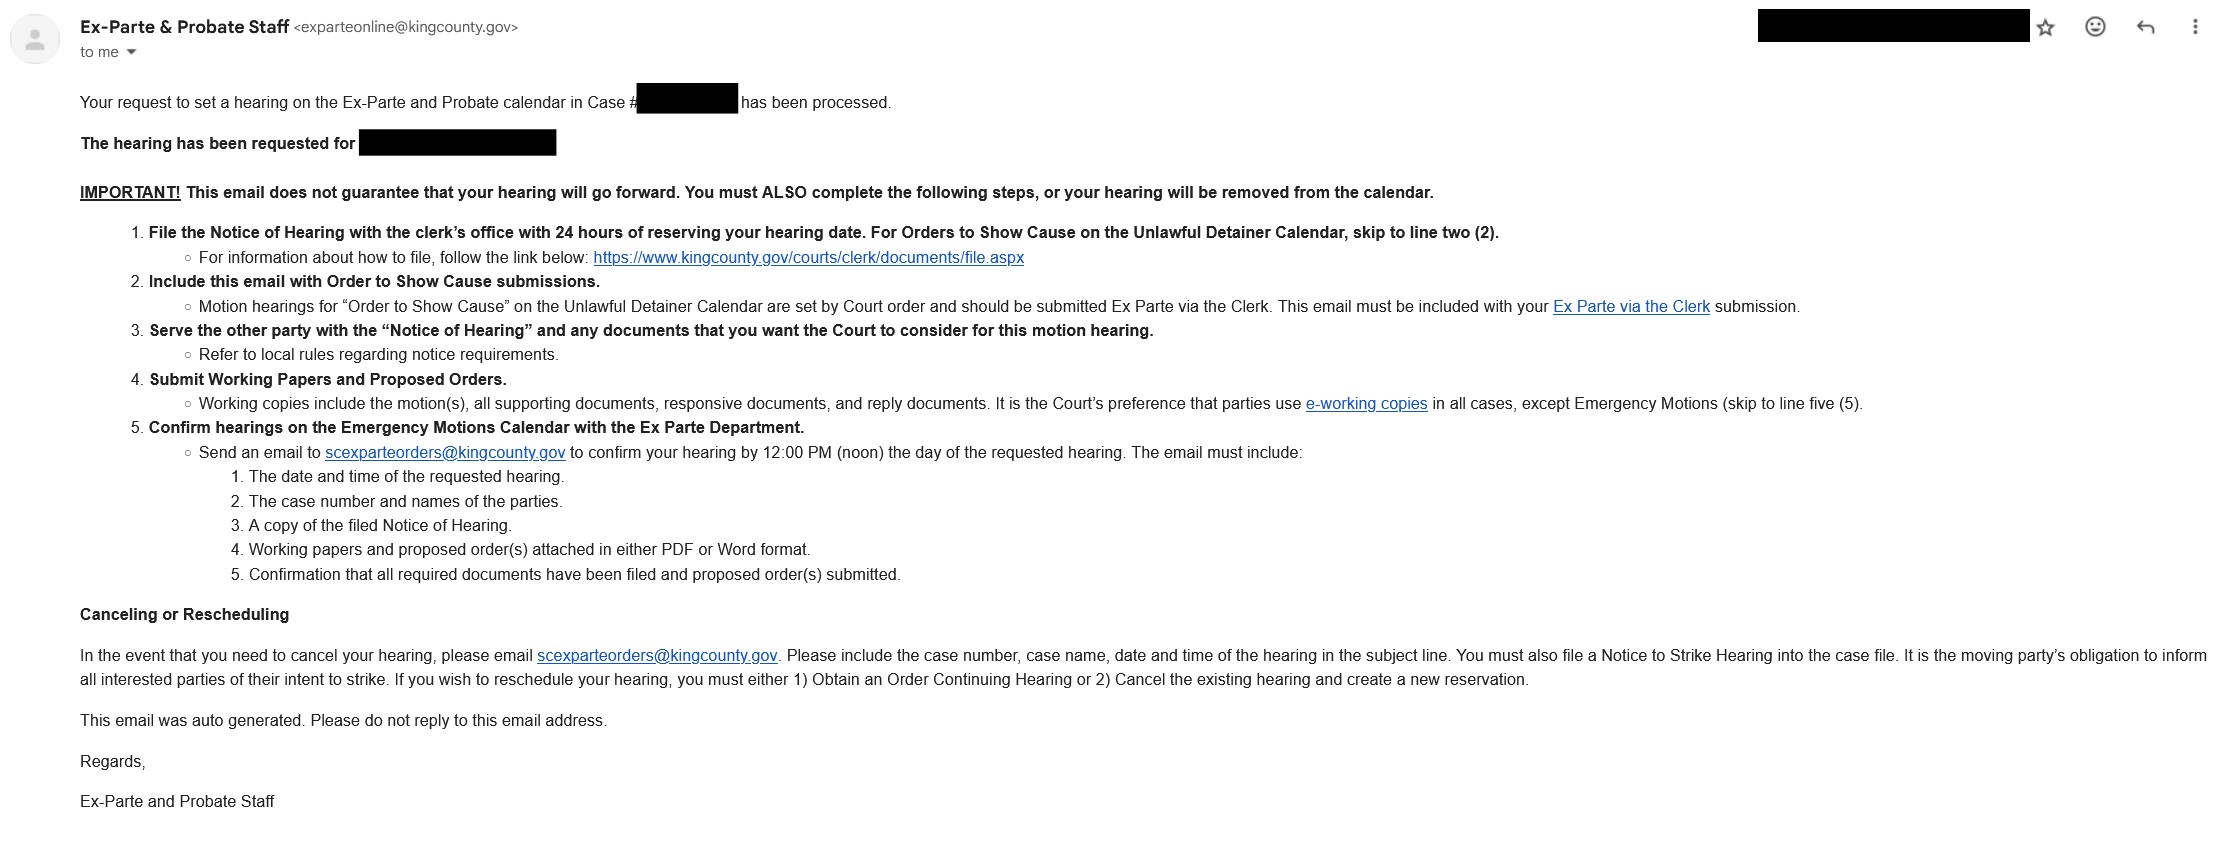 Ex-Parte & Probate Staff <exparteonline@kingcounty.gov>
to me
Your request to set a hearing on the Ex-Parte and Probate calendar in Case # has been processed.
The hearing has been requested for
IMPORTANT! This email does not guarantee that your hearing will go forward. You must ALSO complete the following steps, or your hearing will be removed from the calendar.
1. File the Notice of Hearing with the clerk’s office with 24 hours of reserving your hearing date. For Orders to Show Cause on the Unlawful Detainer Calendar, skip to line two (2).
○ For information about how to file, follow the link below: https://www.kingcounty.gov/courts/clerk/documents/file.aspx
2. Include this email with Order to Show Cause submissions.
○ Motion hearings for “Order to Show Cause” on the Unlawful Detainer Calendar are set by Court order and should be submitted Ex Parte via the Clerk. This email must be included with your Ex Parte via the Clerk submission.
3. Serve the other party with the “Notice of Hearing” and any documents that you want the Court to consider for this motion hearing.
○ Refer to local rules regarding notice requirements.
4. Submit Working Papers and Proposed Orders.
○ Working copies include the motion(s), all supporting documents, responsive documents, and reply documents. It is the Court’s preference that parties use e-working copies in all cases, except Emergency Motions (skip to line five (5).
5. Confirm hearings on the Emergency Motions Calendar with the Ex Parte Department.
○ Send an email to scexparteorders@kingcounty.gov to confirm your hearing by 12:00 PM (noon) the day of the requested hearing. The email must include:
1. The date and time of the requested hearing.
2. The case number and names of the parties.
3. A copy of the filed Notice of Hearing.
4. Working papers and proposed order(s) attached in either PDF or Word format.
5. Confirmation that all required documents have been filed and proposed order(s) submitted.
Canceling or Rescheduling
In the event that you need to cancel your hearing, please email scexparteorders@kingcounty.gov. Please include the case number, case name, date and time of the hearing in the subject line. You must also file a Notice to Strike Hearing into the case file. It is the moving party’s obligation to inform
all interested parties of their intent to strike. If you wish to reschedule your hearing, you must either 1) Obtain an Order Continuing Hearing or 2) Cancel the existing hearing and create a new reservation.
This email was auto generated. Please do not reply to this email address.
Regards,
Ex-Parte and Probate Staff